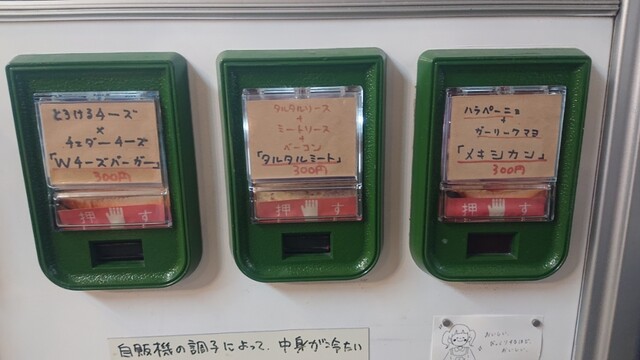 とろけるチーズ
×
チェダーチーズ
「Wチーズバーガー」
300円
押 す
タルタルソース
+
ミートソース
+
ベーコン
「タルタルミート」
300円
押 す
ハラペーニョ
+
ガーリックマヨ
「メキシカン」
300円
押 す
自販機の調子によって、中身が冷たい